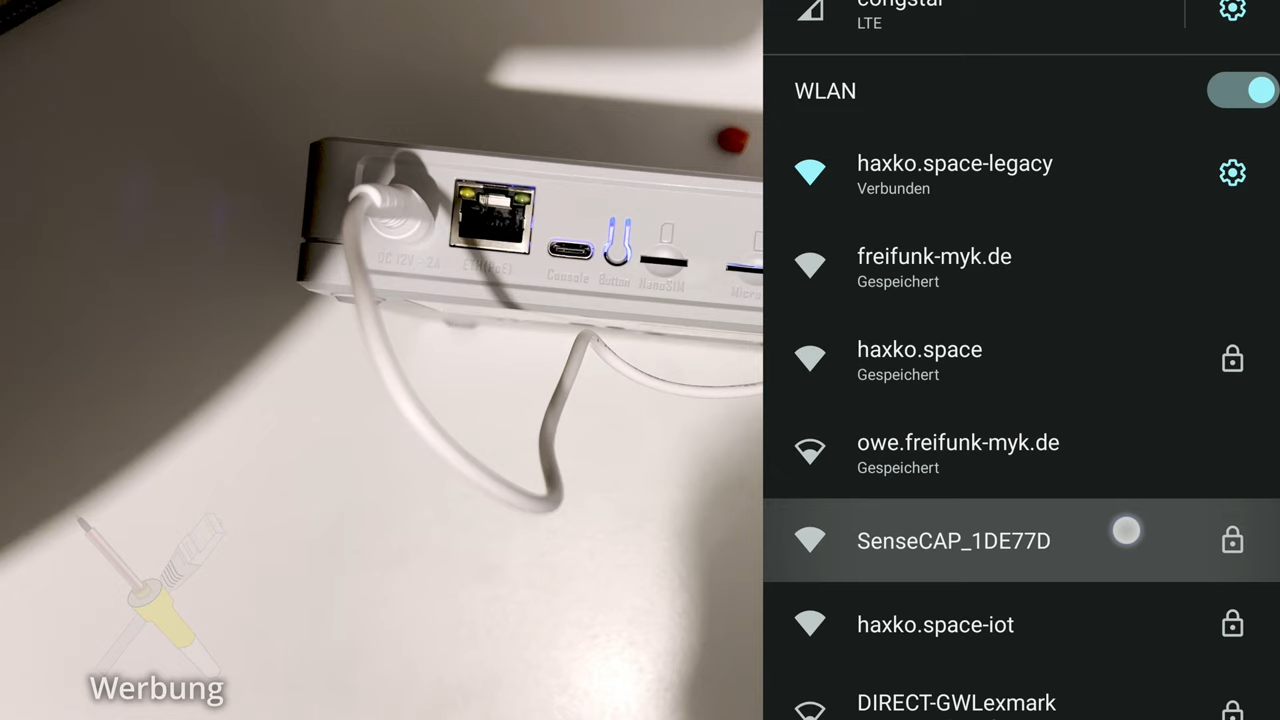 congstar
LTE
WLAN
haxko.space-legacy
Verbunden
freifunk-myk.de
Gespeichert
haxko.space
Gespeichert
owe.freifunk-myk.de
Gespeichert
SenseCAP_1DE77D
haxko.space-iot
DIRECT-GWLexmark
DC 12V >2A
ETH(PoE)
Console
Button
NanoSIM
Micro
Werbung